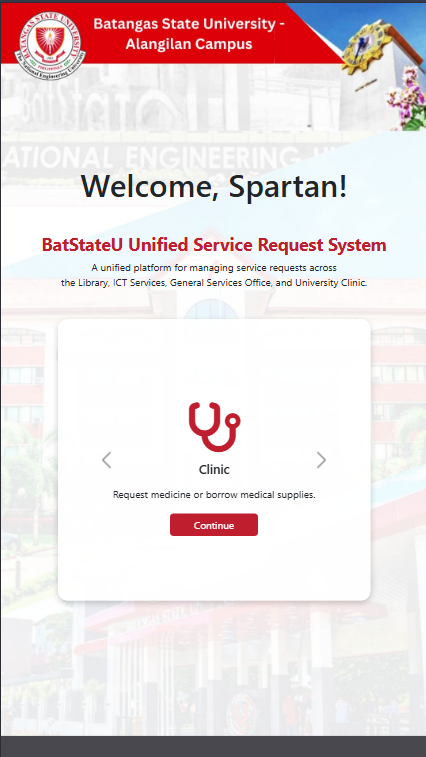 Batangas State University -
Alangilan Campus
BATANGAS STATE UNIVERSITY
The National Engineering University
NATIONAL ENGINEERING U
Welcome, Spartan!
BatStateU Unified Service Request System
A unified platform for managing service requests across
the Library, ICT Services, General Services Office, and University Clinic.
Clinic
Request medicine or borrow medical supplies.
Continue